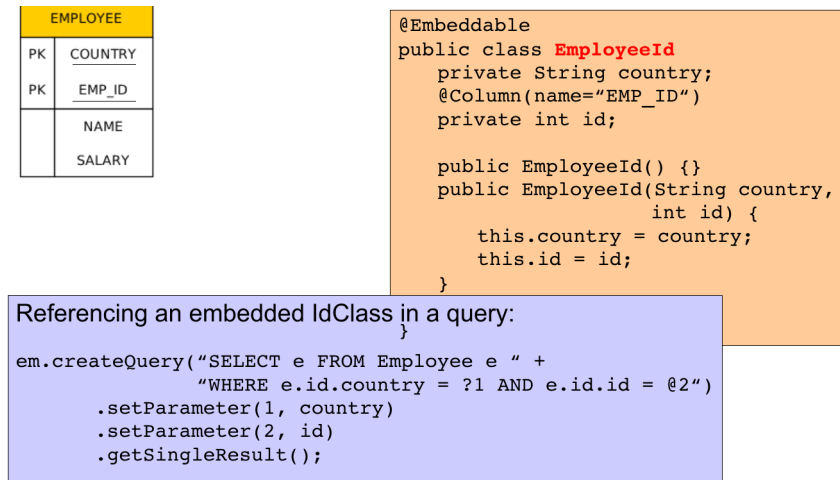 EMPLOYEE
PK COUNTRY
PK EMP_ID
NAME
SALARY
@Embeddable
public class EmployeeId
private String country;
@Column(name=“EMP_ID“)
private int id;
public EmployeeId() {}
public EmployeeId(String country,
int id) {
this.country = country;
this.id = id;
}
Referencing an embedded IdClass in a query:
}
em.createQuery(“SELECT e FROM Employee e “ +
“WHERE e.id.country = ?1 AND e.id.id = @2“)
.setParameter(1, country)
.setParameter(2, id)
.getSingleResult();